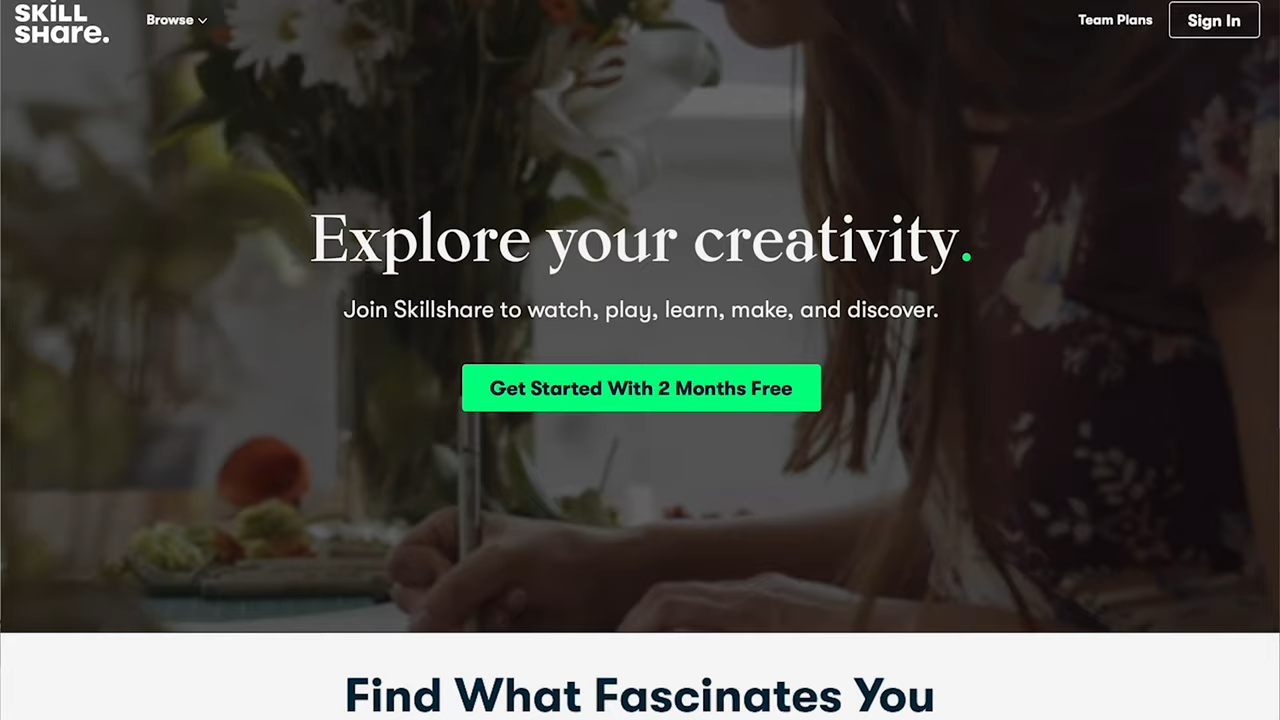 SKiLL
SHare.
Browse
Team Plans
Sign In
Explore your creativity.
Join Skillshare to watch, play, learn, make, and discover.
Get Started With 2 Months Free
Find What Fascinates You